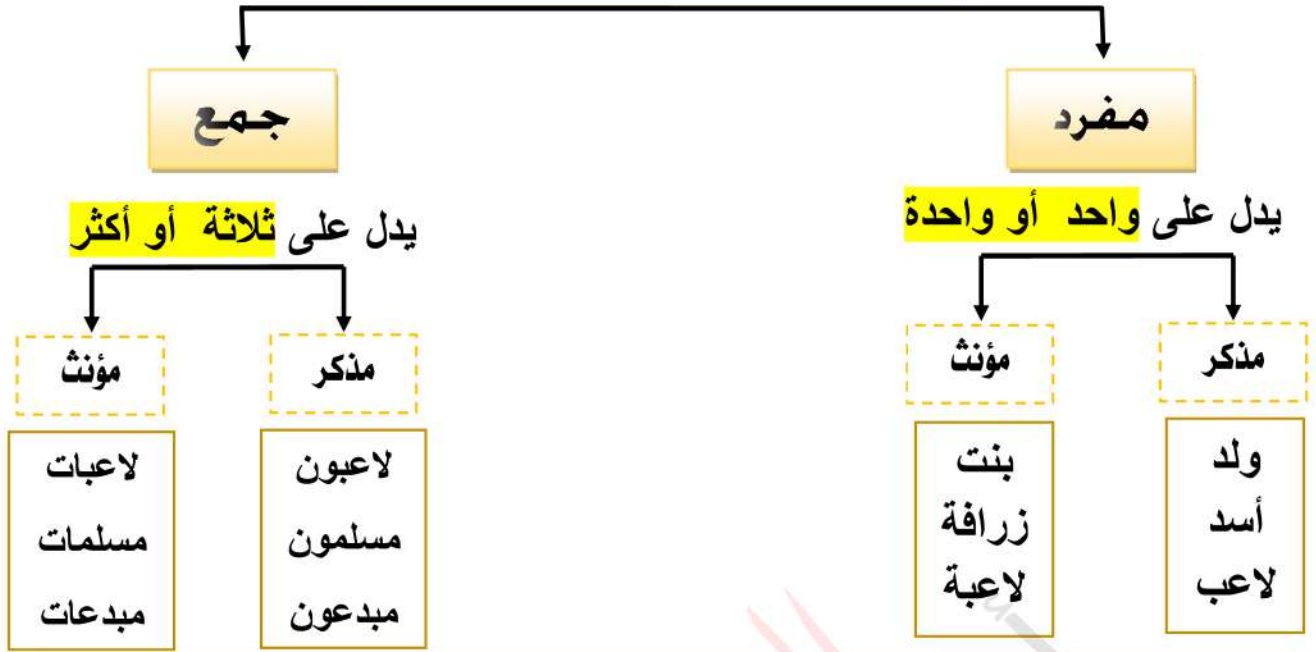 مفرد
جمع
يدل على واحد أو واحدة
يدل على ثلاثة أو أكثر
مذكر
مؤنث
مذكر
مؤنث
ولد
أسد
لاعب
بنت
زرافة
لاعبة
لاعبون
مسلمون
مبدعون
لاعبات
مسلمات
مبدعات